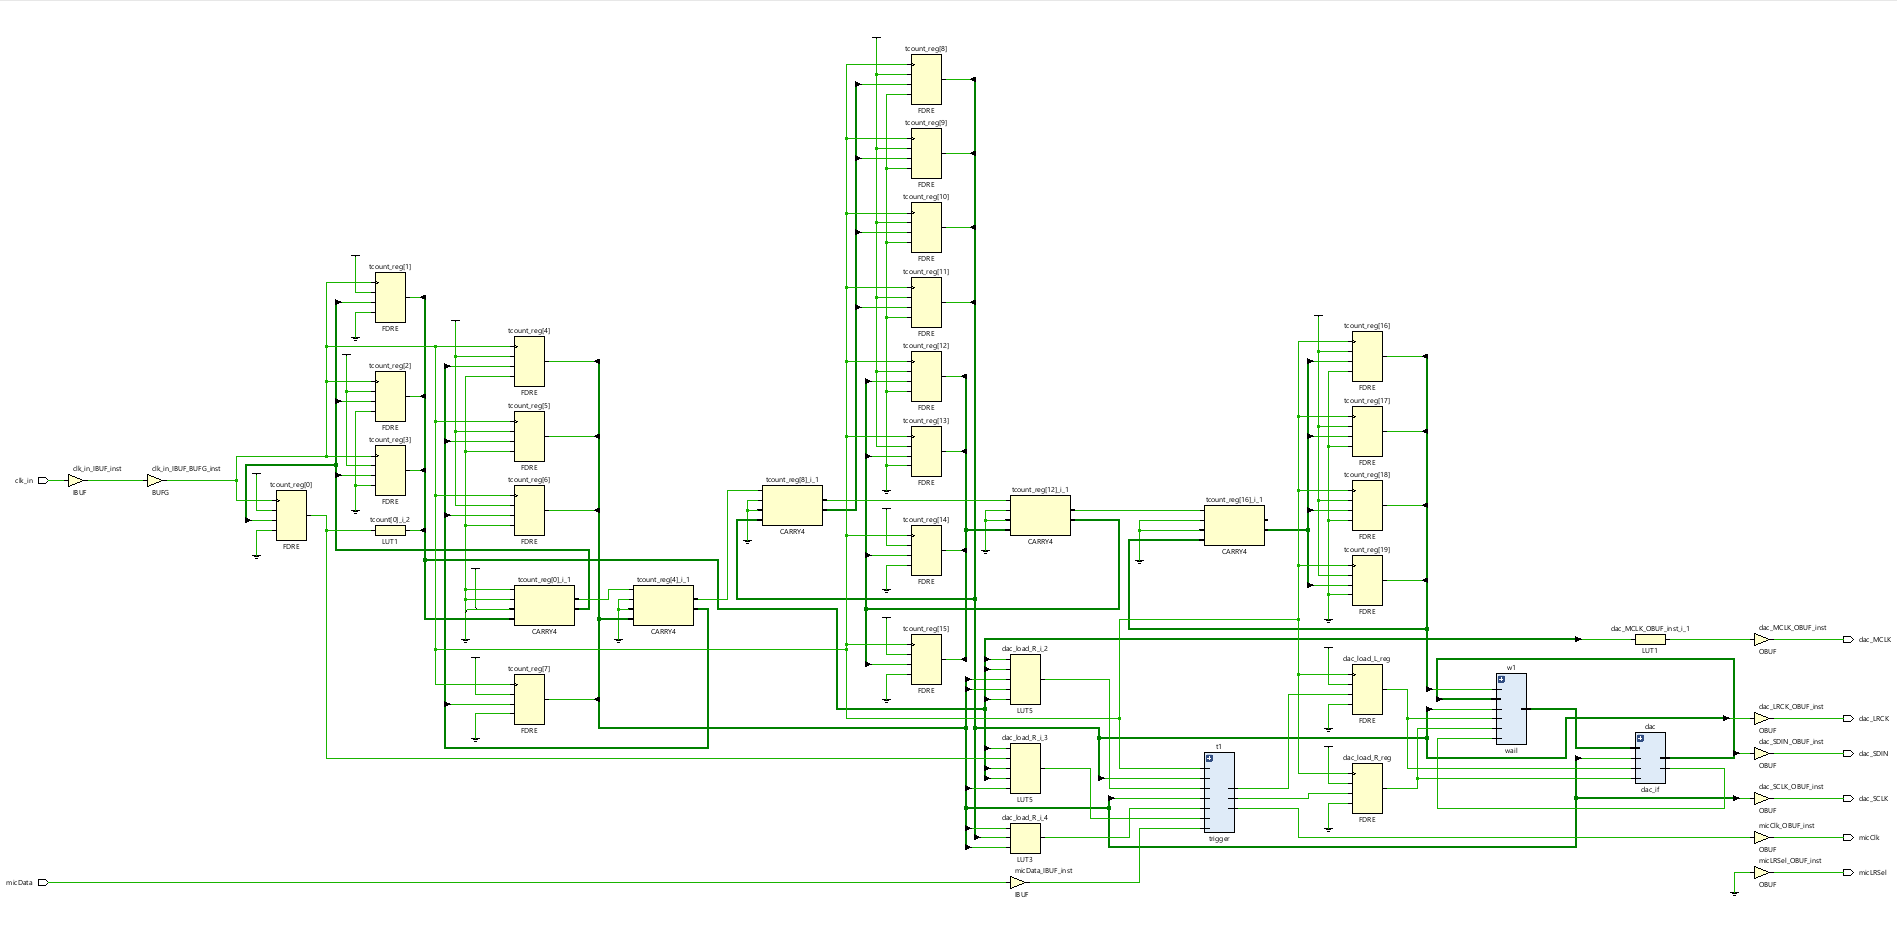 tcount_reg[8]
FDRE
tcount_reg[9]
FDRE
tcount_reg[10]
FDRE
tcount_reg[11]
FDRE
tcount_reg[12]
FDRE
tcount_reg[13]
FDRE
tcount_reg[14]
FDRE
tcount_reg[15]
FDRE
tcount_reg[1]
FDRE
tcount_reg[2]
FDRE
tcount_reg[3]
FDRE
tcount[0]_i_2
LUT1
clk_in
clk_in_IBUF_inst
IBUF
clk_in_IBUF_BUFG_inst
BUFG
tcount_reg[0]
FDRE
tcount_reg[4]
FDRE
tcount_reg[5]
FDRE
tcount_reg[6]
FDRE
tcount_reg[0]_i_1
CARRY4
tcount_reg[4]_i_1
CARRY4
tcount_reg[7]
FDRE
tcount_reg[8]_i_1
CARRY4
tcount_reg[12]_i_1
CARRY4
tcount_reg[16]_i_1
CARRY4
tcount_reg[16]
FDRE
tcount_reg[17]
FDRE
tcount_reg[18]
FDRE
tcount_reg[19]
FDRE
dac_load_R_i_2
LUT5
dac_load_R_i_3
LUT5
dac_load_R_i_4
LUT3
micData
micData_IBUF_inst
IBUF
t1
trigger
dac_load_L_reg
FDRE
dac_load_R_reg
FDRE
w1
wail
dac
dac_if
dac_MCLK_OBUF_inst_i_1
LUT1
dac_MCLK_OBUF_inst
OBUF
dac_MCLK
dac_LRCK_OBUF_inst
OBUF
dac_LRCK
dac_SDIN_OBUF_inst
OBUF
dac_SDIN
dac_SCLK_OBUF_inst
OBUF
dac_SCLK
micClk_OBUF_inst
OBUF
micClk
micLRSel_OBUF_inst
OBUF
micLRSel